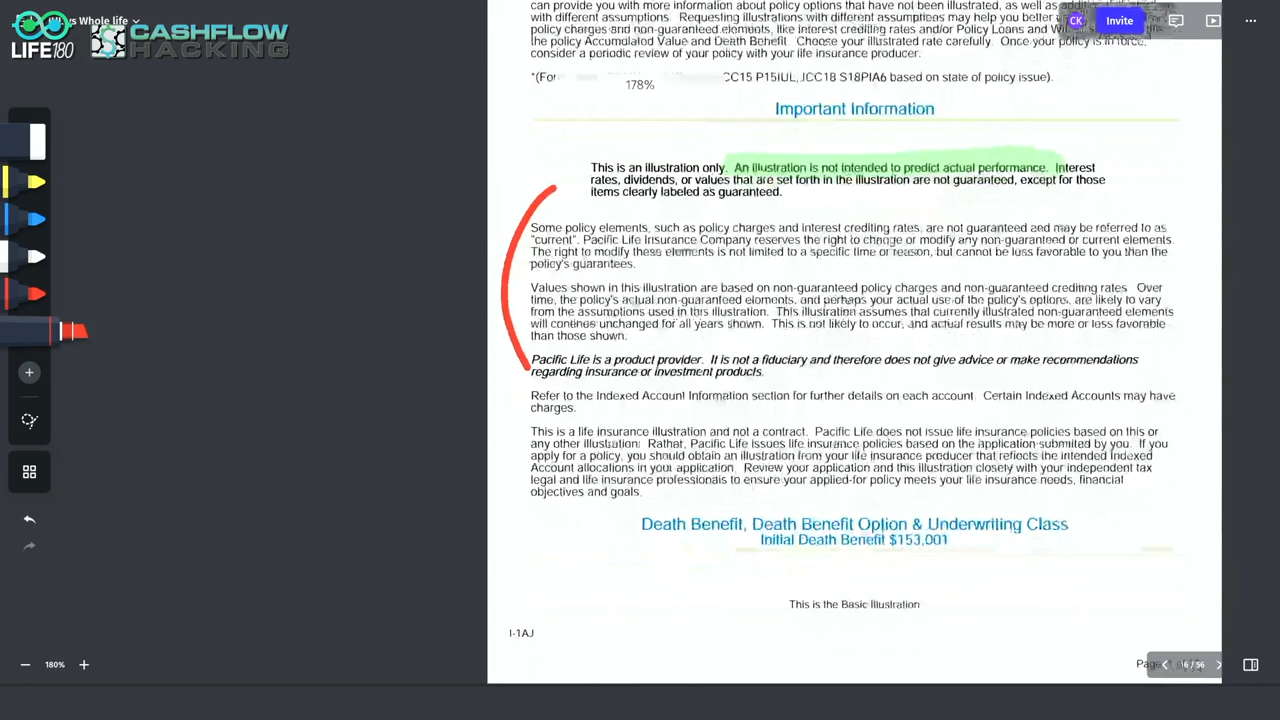 Whole life
LIFE180
CASHFLOW
HACKING
CK
Invite
can provide you with more information about policy options that have not been illustrated, as well as
with different assumptions. Requesting illustrations with different assumptions may help you better
policy charges and non-guaranteed elements, like interest crediting rates and/or Policy Loans and
the policy Accumulated Value and Death Benefit. Choose your illustrated rate carefully. Once your policy is in force,
consider a periodic review of your policy with your life insurance producer.
178%
CC15 P15IUL, ICC18 S18PIA6 based on state of policy issue).
Important Information
This is an illustration only. An illustration is not intended to predict actual performance. Interest
rates, dividends, or values that are set forth in the illustration are not guaranteed, except for those
items clearly labeled as guaranteed.
Some policy elements, such as policy charges and interest crediting rates, are not guaranteed and may be referred to as
"current". Pacific Life Insurance Company reserves the right to change or modify any non-guaranteed or current elements.
The right to modify these elements is not limited to a specific time or reason, but cannot be less favorable to you than the
policy's guarantees.
Values shown in this illustration are based on non-guaranteed policy charges and non-guaranteed crediting rates. Over
time, the policy's actual non-guaranteed elements, and perhaps your actual use of the policy's options, are likely to vary
from the assumptions used in this illustration. This illustration assumes that currently illustrated non-guaranteed elements
will continue unchanged for all years shown. This is not likely to occur, and actual results may be more or less favorable
than those shown.
Pacific Life is a product provider. It is not a fiduciary and therefore does not give advice or make recommendations
regarding insurance or investment products.
Refer to the Indexed Account Information section for further details on each account. Certain Indexed Accounts may have
charges.
This is a life insurance illustration and not a contract. Pacific Life does not issue life insurance policies based on this or
any other illustration. Rather, Pacific Life issues life insurance policies based on the application submitted by you. If you
apply for a policy, you should obtain an illustration from your life insurance producer that reflects the intended Indexed
Account allocations in your application. Review your application and this illustration closely with your independent tax
legal and life insurance professionals to ensure your applied-for policy meets your life insurance needs, financial
objectives and goals.
Death Benefit, Death Benefit Option & Underwriting Class
Initial Death Benefit $153,001
This is the Basic Illustration
I-1AJ
180%
16 / 56